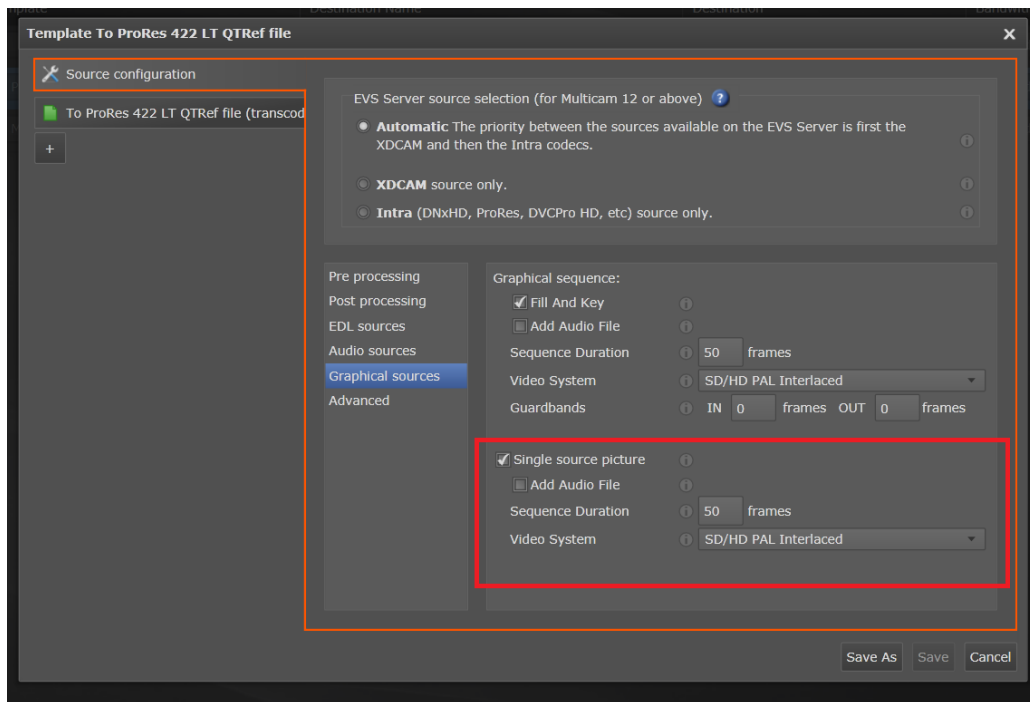 Destination Name
Destination
Template To ProRes 422 LT QTRef file
Source configuration
To ProRes 422 LT QTRef file (transcod
+
EVS Server source selection (for Multicam 12 or above) ?
Automatic The priority between the sources available on the EVS Server is first the
XDCAM and then the Intra codecs.
XDCAM source only.
Intra (DNxHD, ProRes, DVCPro HD, etc) source only.
Pre processing
Post processing
EDL sources
Audio sources
Graphical sources
Advanced
Graphical sequence:
Fill And Key
Add Audio File
Sequence Duration 50 frames
Video System SD/HD PAL Interlaced
Guardbands IN 0 frames OUT 0 frames
Single source picture
Add Audio File
Sequence Duration 50 frames
Video System SD/HD PAL Interlaced
Save As Save Cancel